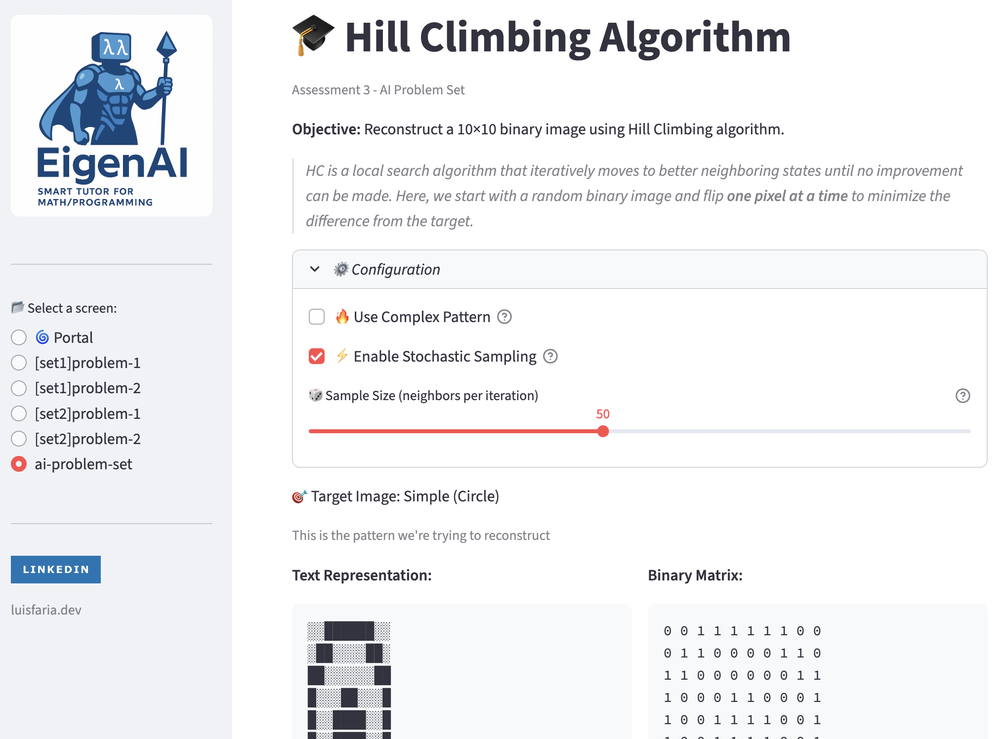 λλ
λ
EigenAI
SMART TUTOR FOR
MATH/PROGRAMMING
Select a screen:
Portal
[set1]problem-1
[set1]problem-2
[set2]problem-1
[set2]problem-2
ai-problem-set
LINKEDIN
luisfaria.dev
Hill Climbing Algorithm
Assessment 3 - AI Problem Set
Objective: Reconstruct a 10×10 binary image using Hill Climbing algorithm.
HC is a local search algorithm that iteratively moves to better neighboring states until no improvement
can be made. Here, we start with a random binary image and flip one pixel at a time to minimize the
difference from the target.
Configuration
Use Complex Pattern
Enable Stochastic Sampling
Sample Size (neighbors per iteration)
50
Target Image: Simple (Circle)
This is the pattern we're trying to reconstruct
Text Representation:
Binary Matrix:
0 0 1 1 1 1 1 1 0 0
0 1 1 0 0 0 0 1 1 0
1 1 0 0 0 0 0 0 1 1
1 0 0 0 1 1 0 0 0 1
1 0 0 1 1 1 1 0 0 1